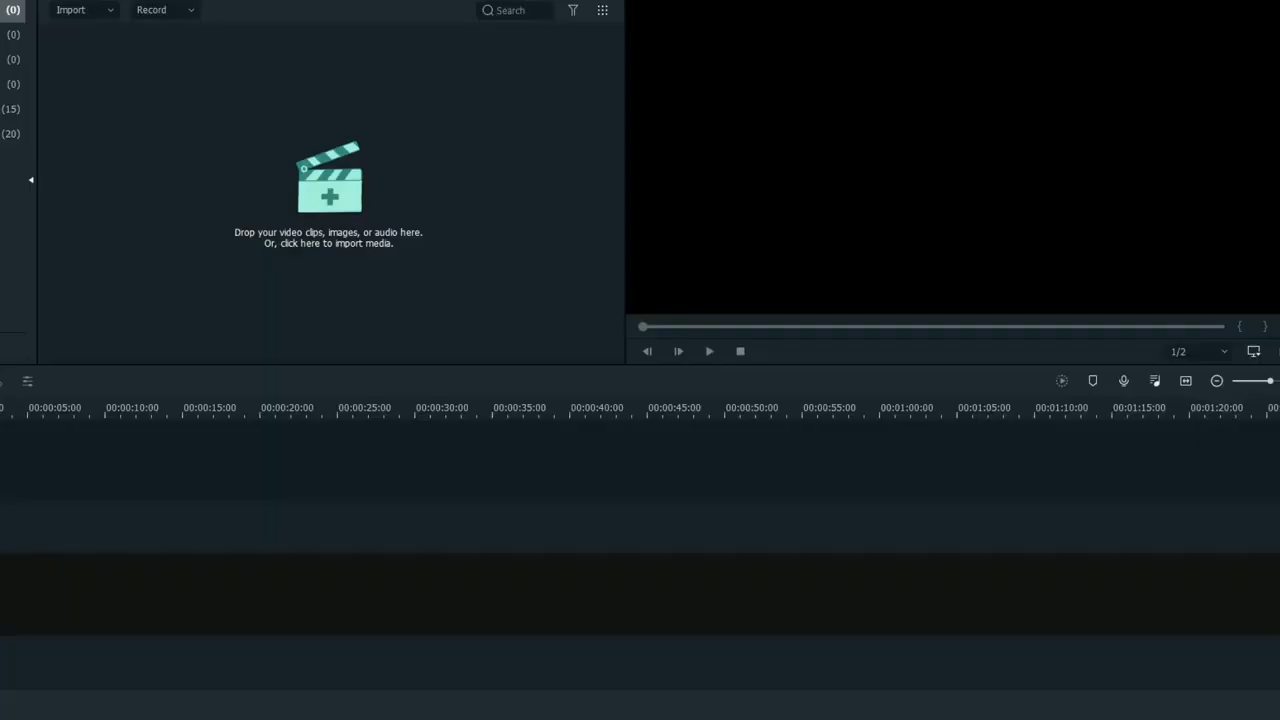 (0)
Import
Record
Search
(0)
(0)
(0)
(15)
(20)
Drop your video clips, images, or audio here.
Or, click here to import media.
{ }
1/2
0 00:00:05:00 00:00:10:00 00:00:15:00 00:00:20:00 00:00:25:00 00:00:30:00 00:00:35:00 00:00:40:00 00:00:45:00 00:00:50:00 00:00:55:00 00:01:00:00 00:01:05:00 00:01:10:00 00:01:15:00 00:01:20:00 00: